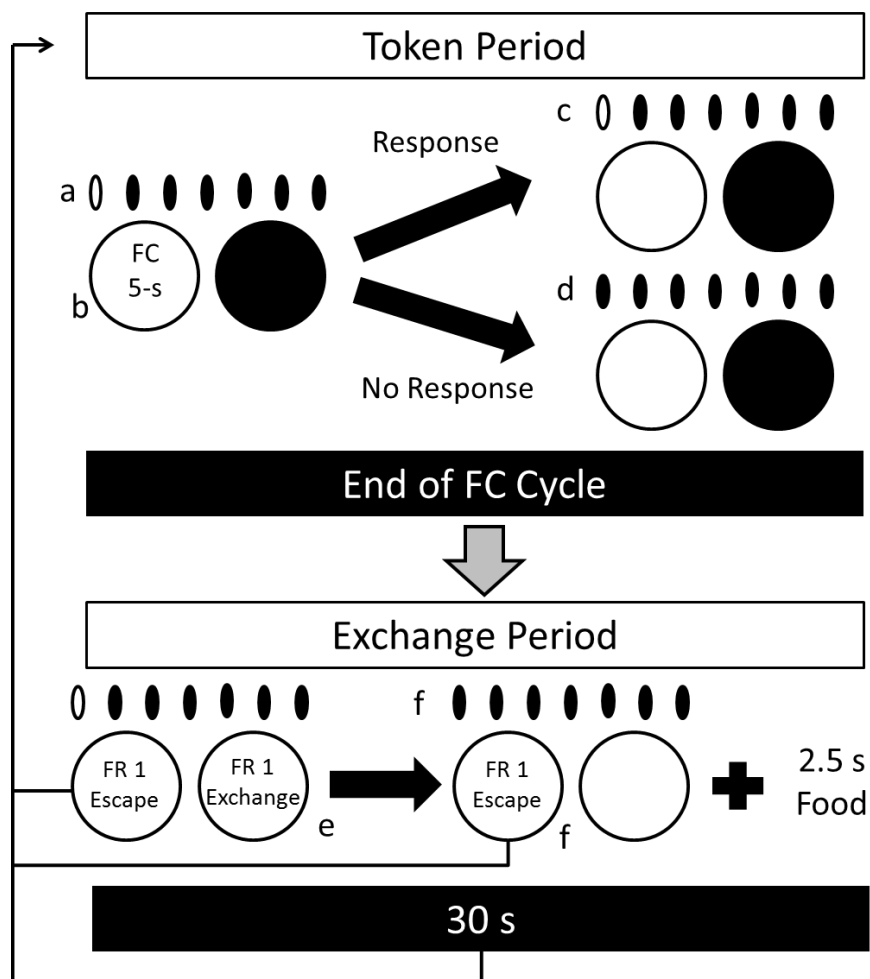 Token Period
c
Response
a
FC
5-s
b
d
No Response
End of FC Cycle
Exchange Period
f
FR 1
Escape
FR 1
Exchange
e
FR 1
Escape
f
2.5 s
Food
30 s